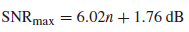 SNRmax = 6.02n + 1.76 dB